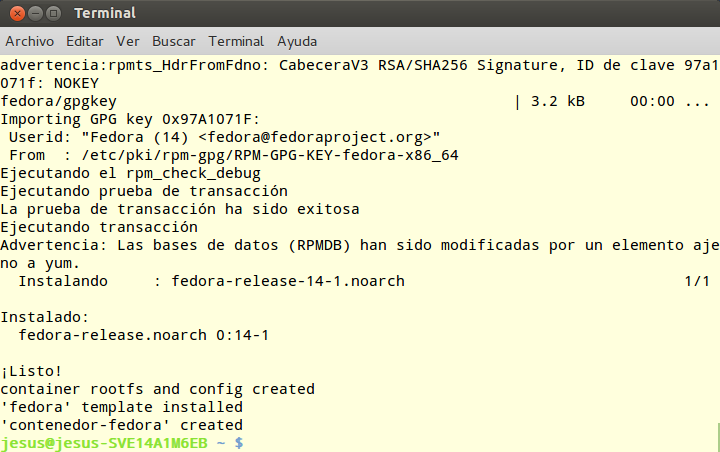 Terminal
Archivo Editar Ver Buscar Terminal Ayuda
advertencia:rpmts_HdrFromFdno: CabeceraV3 RSA/SHA256 Signature, ID de clave 97a1
071f: NOKEY
fedora/gpgkey | 3.2 kB 00:00 ...
Importing GPG key 0x97A1071F:
Userid: "Fedora (14) <fedora@fedoraproject.org>"
From : /etc/pki/rpm-gpg/RPM-GPG-KEY-fedora-x86_64
Ejecutando el rpm_check_debug
Ejecutando prueba de transacción
La prueba de transacción ha sido exitosa
Ejecutando transacción
Advertencia: Las bases de datos (RPMDB) han sido modificadas por un elemento aje
no a yum.
Instalando : fedora-release-14-1.noarch 1/1
Instalado:
fedora-release.noarch 0:14-1
¡Listo!
container rootfs and config created
'fedora' template installed
'contenedor-fedora' created
jesus@jesus-SVE14A1M6EB ~ $